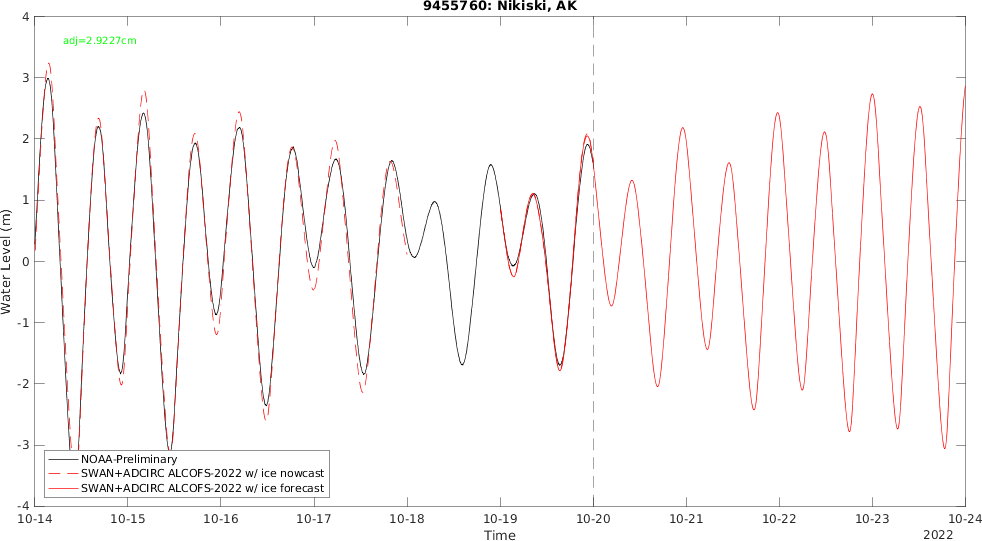 9455760: Nikiski, AK
adj=2.9227cm
4
3
2
1
0
-1
-2
-3
-4
Water Level (m)
NOAA-Preliminary
SWAN+ADCIRC ALCOFS-2022 w/ ice nowcast
SWAN+ADCIRC ALCOFS-2022 w/ ice forecast
10-14 10-15 10-16 10-17 10-18 10-19 10-20 10-21 10-22 10-23 10-24
Time
2022